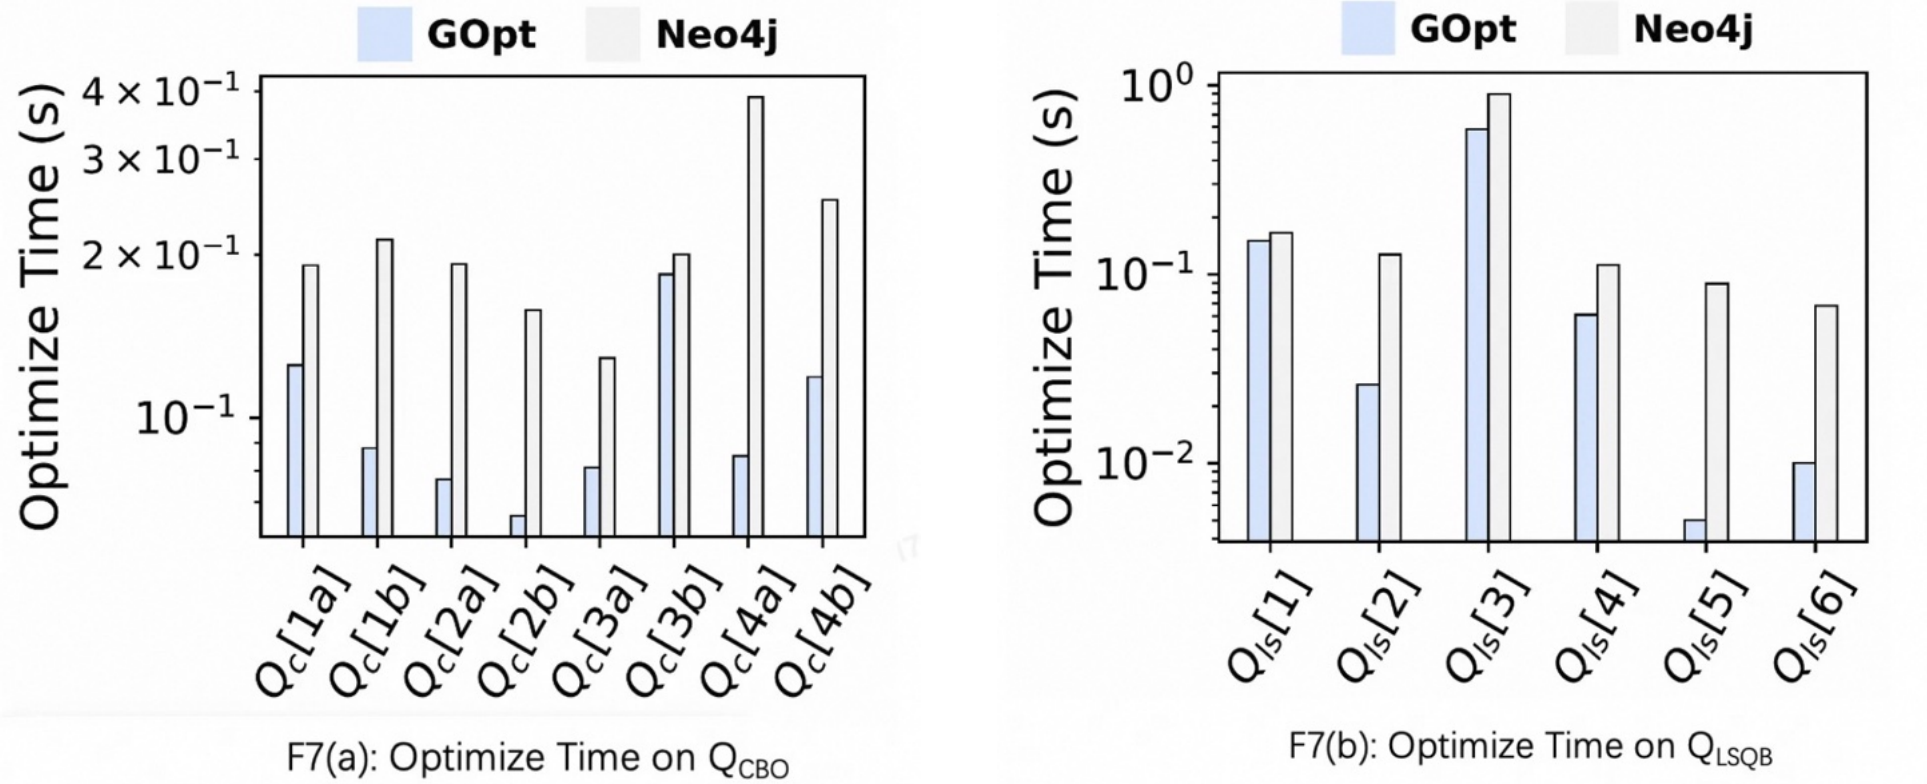 GOpt Neo4j
Optimize Time (s)
4 × 10⁻¹
3 × 10⁻¹
2 × 10⁻¹
10⁻¹
Qc[1a] Qc[1b] Qc[2a] Qc[2b] Qc[3a] Qc[3b] Qc[4a] Qc[4b]
F7(a): Optimize Time on QCBO
GOpt Neo4j
Optimize Time (s)
10⁰
10⁻¹
10⁻²
Qls[1] Qls[2] Qls[3] Qls[4] Qls[5] Qls[6]
F7(b): Optimize Time on QLSQB